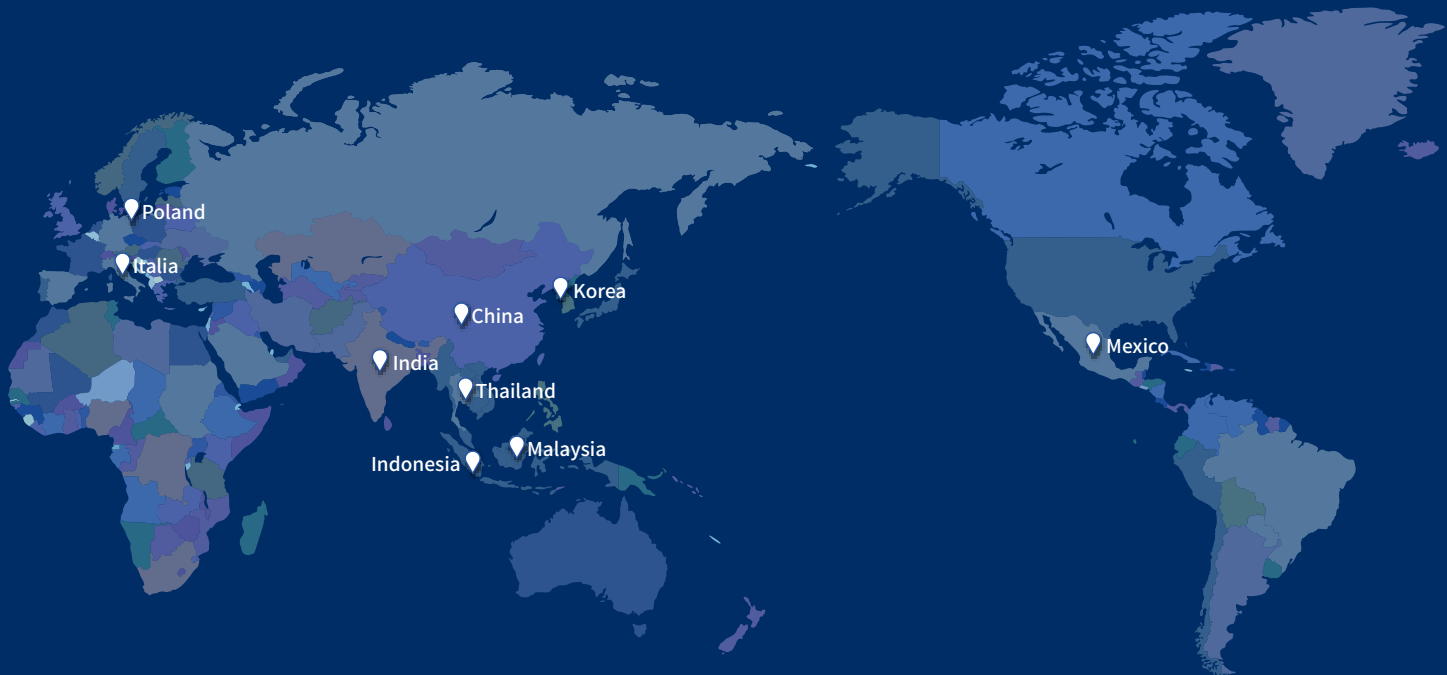 Poland
Italia
Korea
China
Mexico
India
Thailand
Malaysia
Indonesia